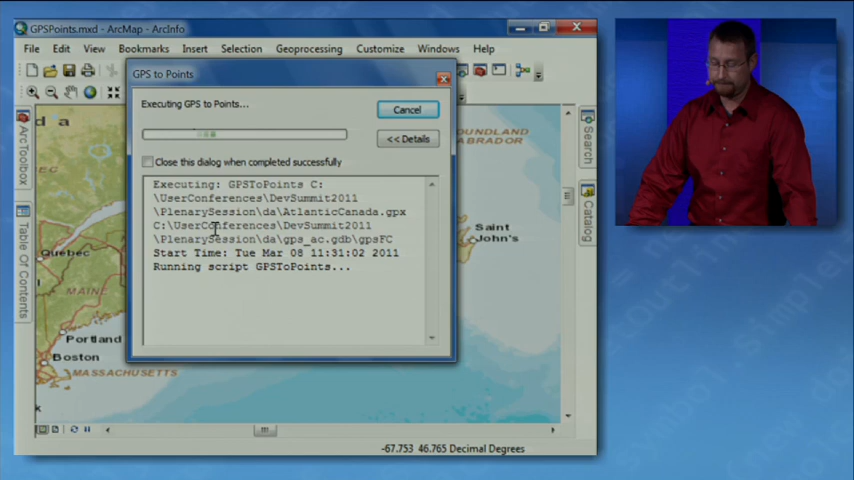 GPSPoints.mxd - ArcMap - ArcInfo
File Edit View Bookmarks Insert Selection Geoprocessing Customize Windows Help
GPS to Points
Executing GPS to Points...
Cancel
<< Details
Close this dialog when completed successfully
Executing: GPSToPoints C:
\UserConferences\DevSummit2011
\PlenarySession\da\AtlanticCanada.gpx
C:\UserConferences\DevSummit2011
\PlenarySession\da\gps_ac.gdb\gpsFC
Start Time: Tue Mar 08 11:31:02 2011
Running script GPSToPoints...
ArcToolbox
Table Of Contents
Search
Catalog
d a
OUNDLAND
ABRADOR
Saint
John's
Quebec
MAINE
Portland
Boston
MASSACHUSETTS
k
-67.753 46.765 Decimal Degrees